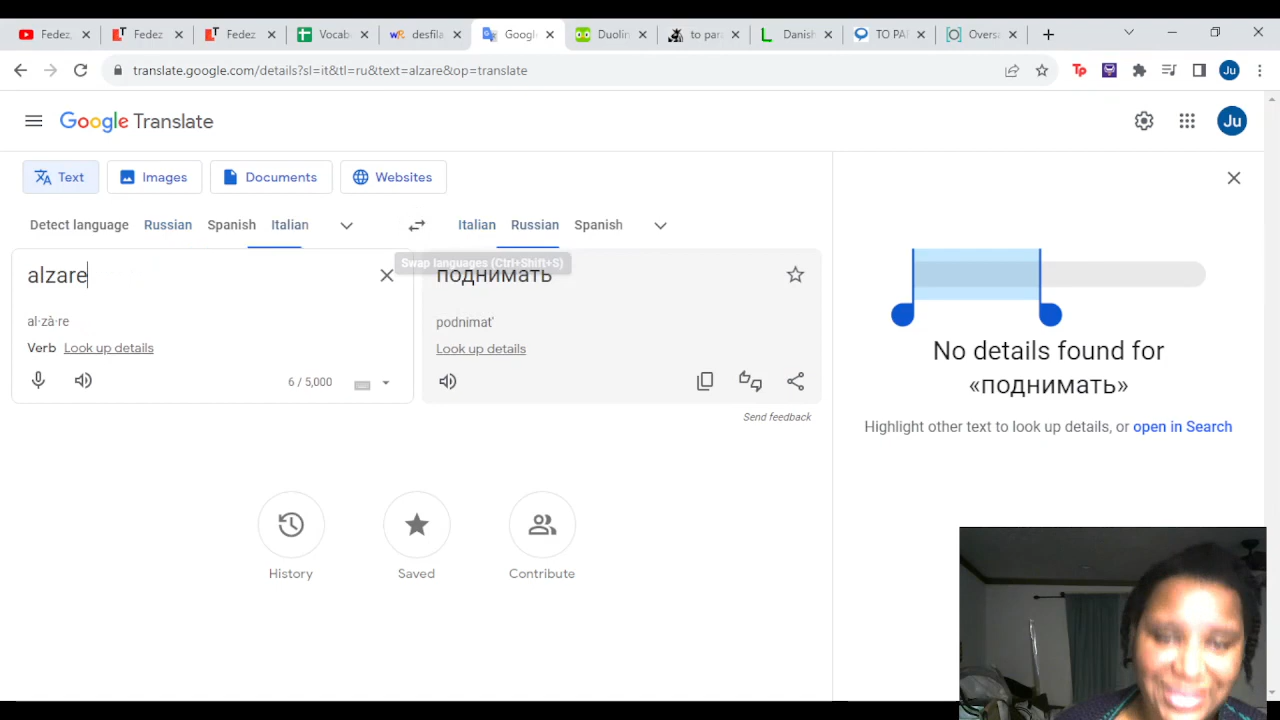 Fedez,
Fedez
Fedez
Vocab
desfila
Google
Duolin
to par
Danish
TO PA
Overs
translate.google.com/details?sl=it&tl=ru&text=alzare&op=translate
Ju
Google Translate
Ju
Text
Images
Documents
Websites
Detect language
Russian
Spanish
Italian
Italian
Russian
Spanish
Swap languages (Ctrl+Shift+S)
alzare
поднимать
al·zà·re
podnimat'
Verb Look up details
Look up details
6 / 5,000
Send feedback
No details found for
«поднимать»
Highlight other text to look up details, or open in Search
History
Saved
Contribute